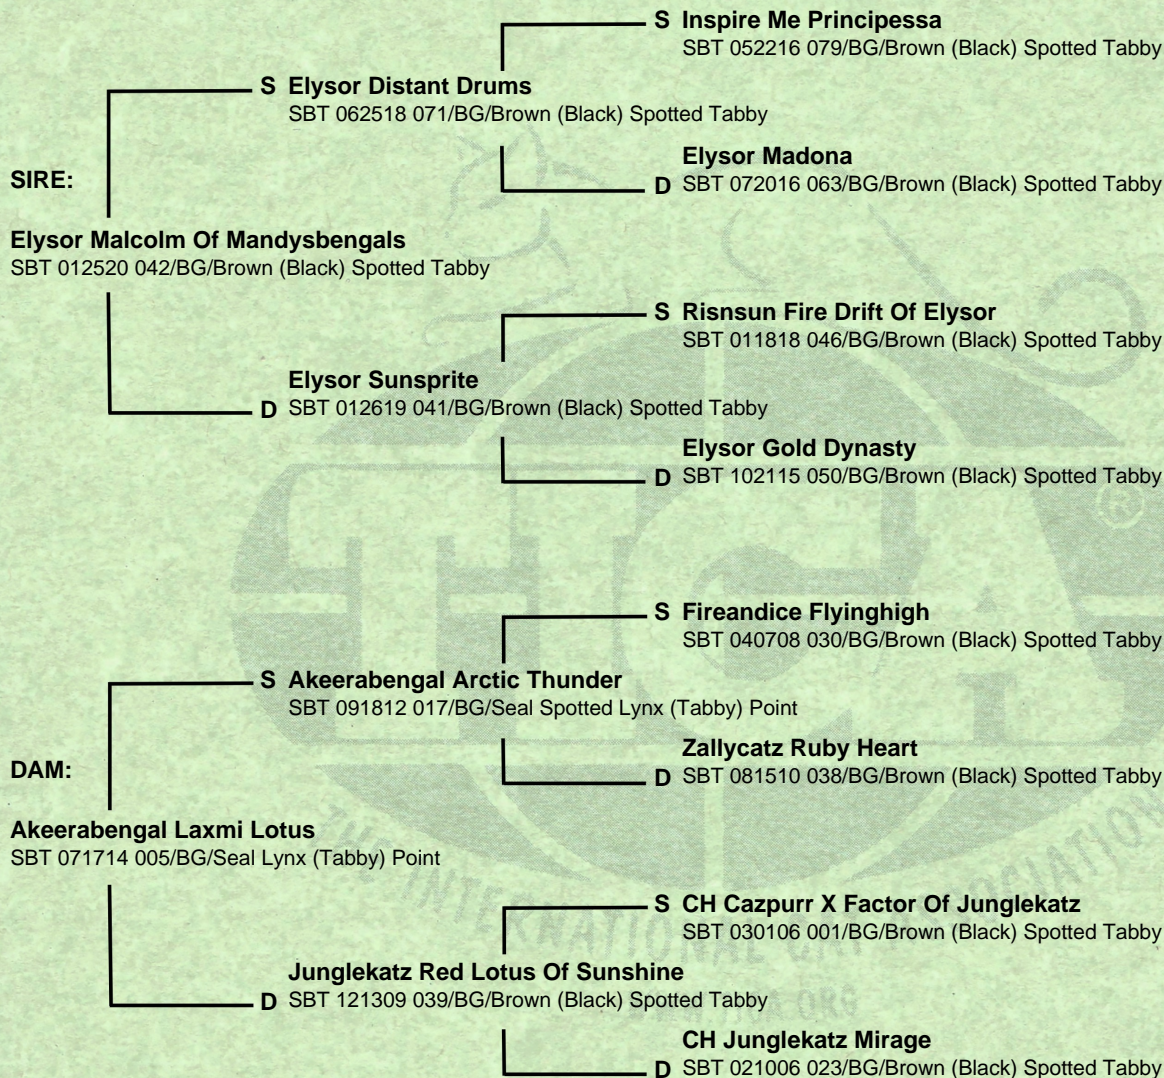 S Inspire Me Principessa
SBT 052216 079/BG/Brown (Black) Spotted Tabby
S Elysor Distant Drums
SBT 062518 071/BG/Brown (Black) Spotted Tabby
Elysor Madona
D SBT 072016 063/BG/Brown (Black) Spotted Tabby
SIRE:
Elysor Malcolm Of Mandysbengals
SBT 012520 042/BG/Brown (Black) Spotted Tabby
S Risnsun Fire Drift Of Elysor
SBT 011818 046/BG/Brown (Black) Spotted Tabby
Elysor Sunsprite
D SBT 012619 041/BG/Brown (Black) Spotted Tabby
Elysor Gold Dynasty
D SBT 102115 050/BG/Brown (Black) Spotted Tabby
S Fireandice Flyinghigh
SBT 040708 030/BG/Brown (Black) Spotted Tabby
S Akeerabengal Arctic Thunder
SBT 091812 017/BG/Seal Spotted Lynx (Tabby) Point
Zallycatz Ruby Heart
D SBT 081510 038/BG/Brown (Black) Spotted Tabby
DAM:
Akeerabengal Laxmi Lotus
SBT 071714 005/BG/Seal Lynx (Tabby) Point
S CH Cazpurr X Factor Of Junglekatz
SBT 030106 001/BG/Brown (Black) Spotted Tabby
Junglekatz Red Lotus Of Sunshine
D SBT 121309 039/BG/Brown (Black) Spotted Tabby
CH Junglekatz Mirage
D SBT 021006 023/BG/Brown (Black) Spotted Tabby
TICA
®
THE INTERNATIONAL CAT ASSOCIATION